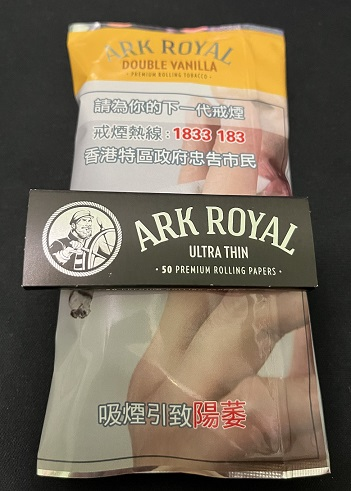 ARK ROYAL
DOUBLE VANILLA
• PREMIUM ROLLING TOBACCO •
請為你的下一代戒煙
戒煙熱線：1833 183
香港特區政府忠告市民
ARK ROYAL
ULTRA THIN
• 50 PREMIUM ROLLING PAPERS •
吸煙引致陽萎